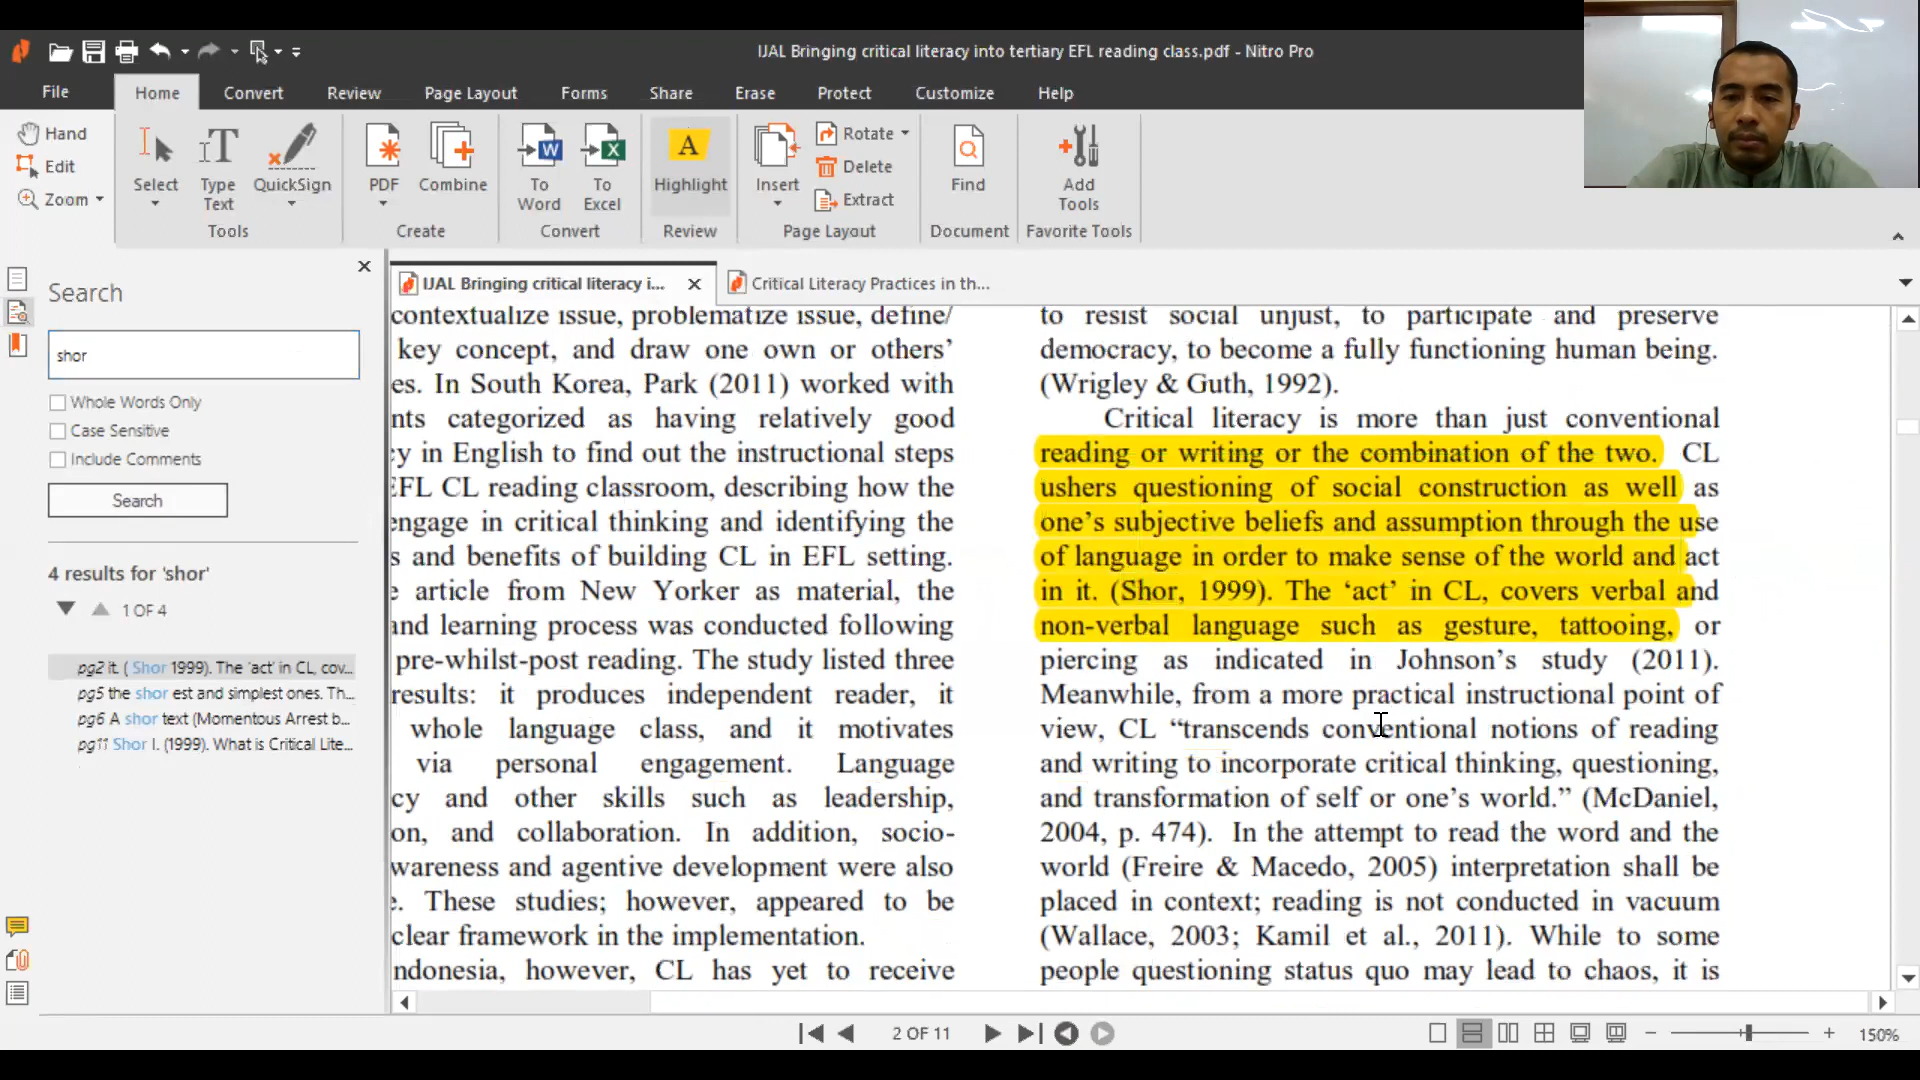 IJAL Bringing critical literacy into tertiary EFL reading class.pdf - Nitro Pro
File
Home
Convert
Review
Page Layout
Forms
Share
Erase
Protect
Customize
Help
Hand
Edit
Zoom
Select
Type
Text
QuickSign
Tools
PDF
Combine
Create
To
Word
To
Excel
Convert
A
Highlight
Review
Insert
Rotate
Delete
Extract
Page Layout
Find
Document
Add
Tools
Favorite Tools
Search
shor
Whole Words Only
Case Sensitive
Include Comments
Search
4 results for 'shor'
1 OF 4
pg2 it. ( Shor 1999). The 'act' in CL, cov...
pg5 the shor est and simplest ones. Th...
pg6 A shor text (Momentous Arrest b...
pg11 Shor I. (1999). What is Critical Lite...
IJAL Bringing critical literacy i...
Critical Literacy Practices in th...
contextualize issue, problematize issue, define/
key concept, and draw one own or others’
es. In South Korea, Park (2011) worked with
nts categorized as having relatively good
cy in English to find out the instructional steps
EFL CL reading classroom, describing how the
engage in critical thinking and identifying the
s and benefits of building CL in EFL setting.
e article from New Yorker as material, the
and learning process was conducted following
pre-whilst-post reading. The study listed three
results: it produces independent reader, it
whole language class, and it motivates
via personal engagement. Language
cy and other skills such as leadership,
on, and collaboration. In addition, socio-
wareness and agentive development were also
e. These studies; however, appeared to be
clear framework in the implementation.
ndonesia, however, CL has yet to receive
to resist social unjust, to participate and preserve
democracy, to become a fully functioning human being.
(Wrigley & Guth, 1992).
Critical literacy is more than just conventional
reading or writing or the combination of the two. CL
ushers questioning of social construction as well as
one’s subjective beliefs and assumption through the use
of language in order to make sense of the world and act
in it. (Shor, 1999). The ‘act’ in CL, covers verbal and
non-verbal language such as gesture, tattooing, or
piercing as indicated in Johnson’s study (2011).
Meanwhile, from a more practical instructional point of
view, CL “transcends conventional notions of reading
and writing to incorporate critical thinking, questioning,
and transformation of self or one’s world.” (McDaniel,
2004, p. 474). In the attempt to read the word and the
world (Freire & Macedo, 2005) interpretation shall be
placed in context; reading is not conducted in vacuum
(Wallace, 2003; Kamil et al., 2011). While to some
people questioning status quo may lead to chaos, it is
2 OF 11
150%